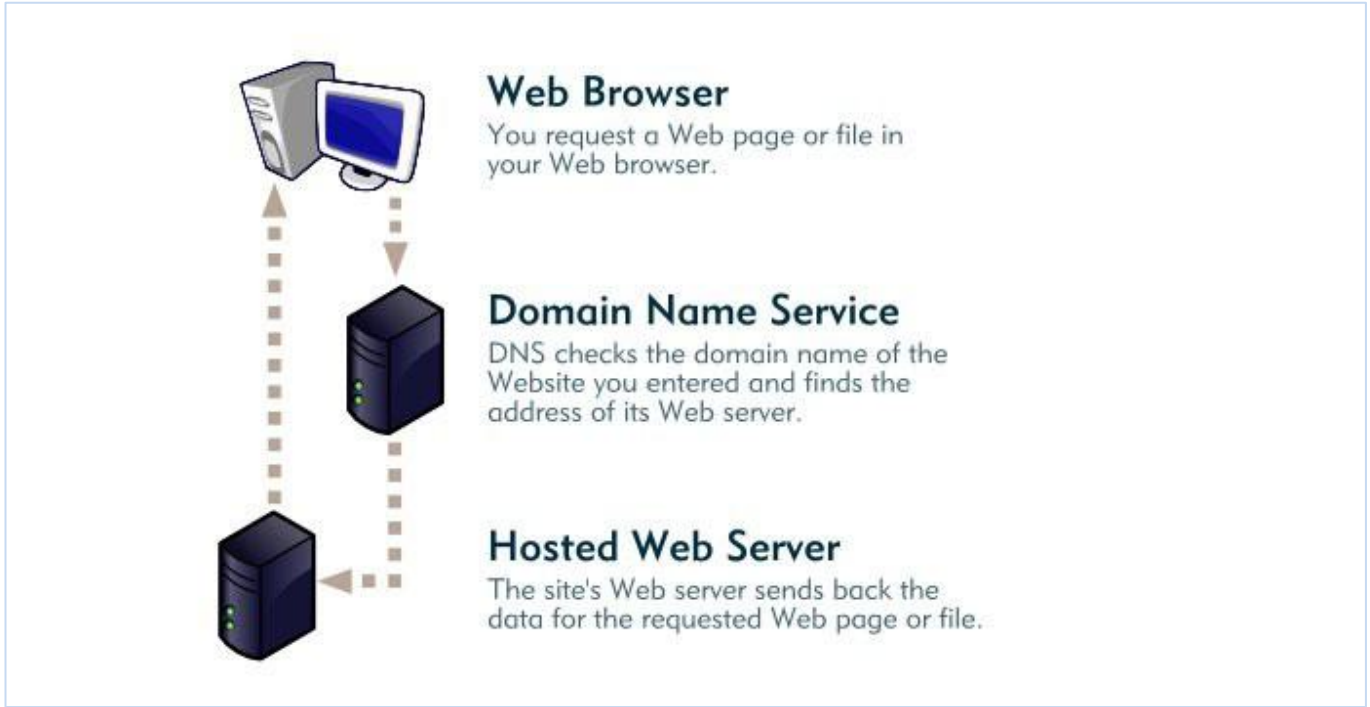 Web Browser
You request a Web page or file in
your Web browser.
Domain Name Service
DNS checks the domain name of the
Website you entered and finds the
address of its Web server.
Hosted Web Server
The site's Web server sends back the
data for the requested Web page or file.